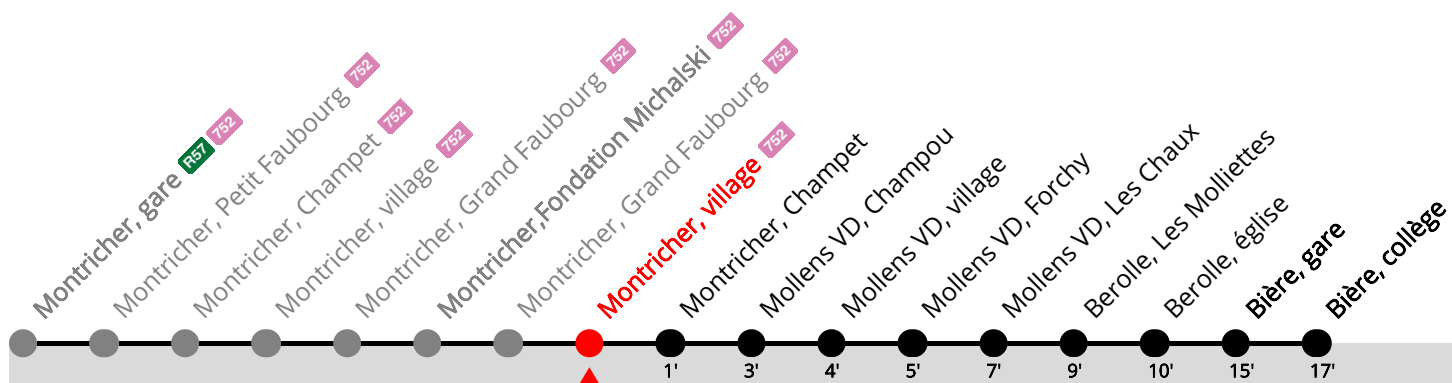 Montricher, gare R57 752
Montricher, Petit Faubourg 752
Montricher, Champet 752
Montricher, village 752
Montricher, Grand Faubourg 752
Montricher,Fondation Michalski 752
Montricher, Grand Faubourg 752
Montricher, village 752
Montricher, Champet
Mollens VD, Champou
Mollens VD, village
Mollens VD, Forchy
Mollens VD, Les Chaux
Berolle, Les Molliettes
Berolle, église
Bière, gare
Bière, collège
1' 3' 4' 5' 7' 9' 10' 15' 17'